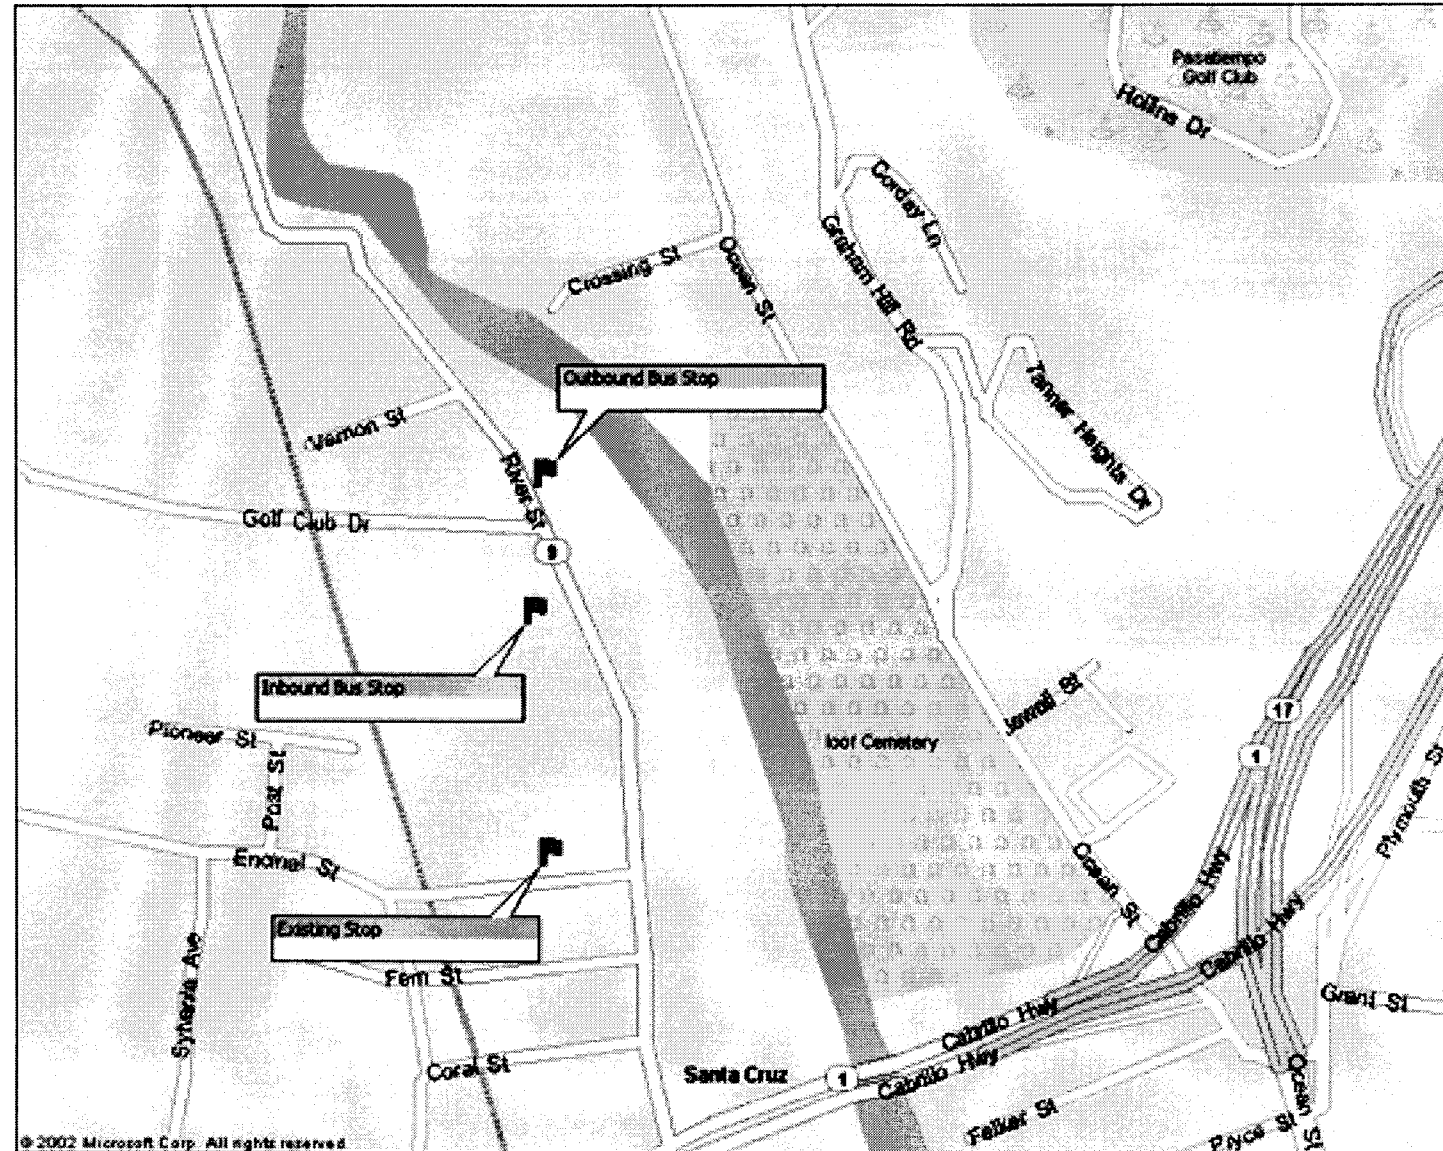 Pasatiempo
Golf Club
Hollins Dr
Corday Ln
Graham Hill Rd
Crossing St
Ocean St
Outbound Bus Stop
Tanner Heights Dr
Vernon St
River St
Golf Club Dr
9
Inbound Bus Stop
Jewell St
17
Pioneer St
Post St
Ioof Cemetery
1
Plymouth St
Encinal St
Ocean St
Cabrillo Hwy
Existing Stop
Cabrillo Hwy
Fern St
Grant St
Sylvania Ave
Cabrillo Hwy
Coral St
Santa Cruz
1
Cabrillo Hwy
Ocean St
Felker St
Pryce St
© 2002 Microsoft Corp. All rights reserved